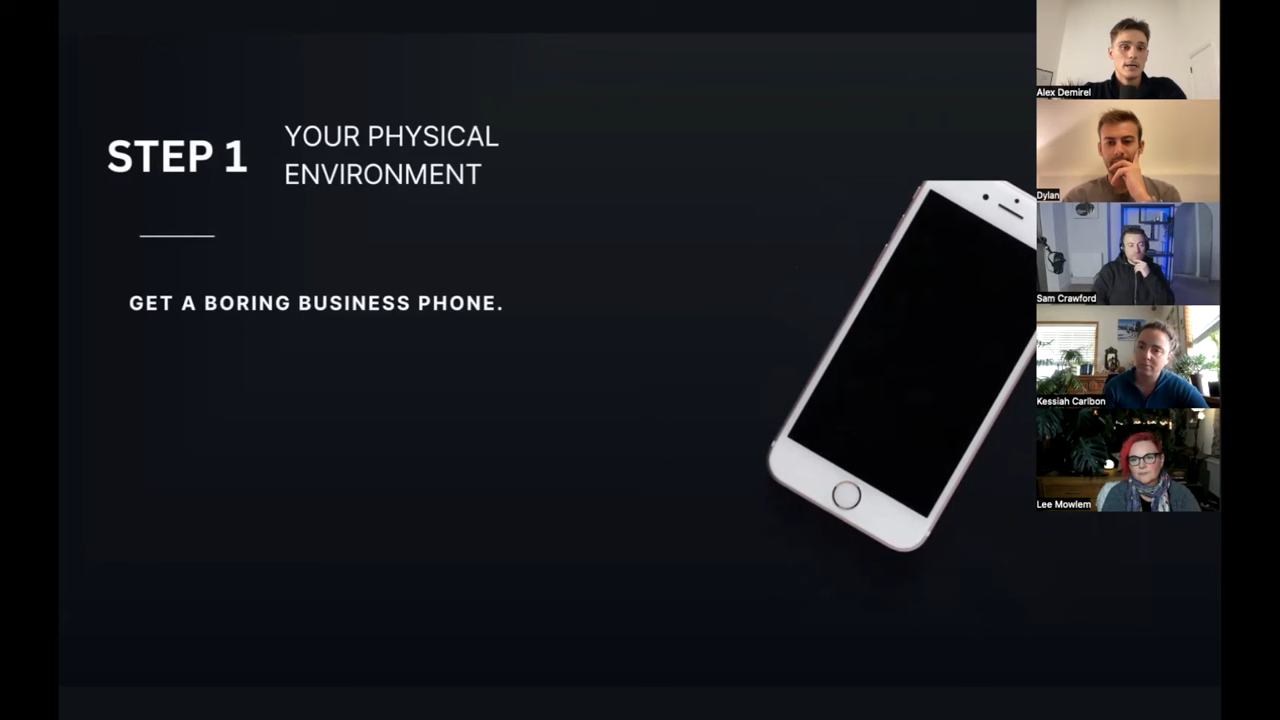 STEP 1
YOUR PHYSICAL
ENVIRONMENT
GET A BORING BUSINESS PHONE.
Alex Demirel
Dylan
Sam Crawford
Kessiah Carlbon
Lee Mowlem